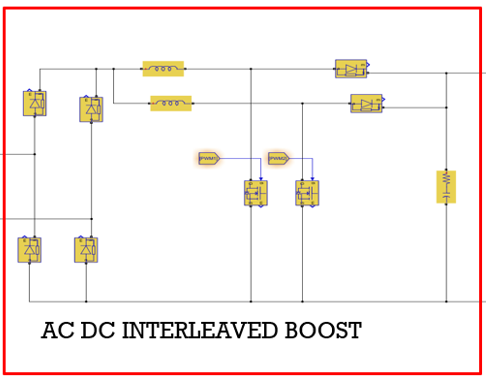 [PWM1]
[PWM2]
AC DC INTERLEAVED BOOST